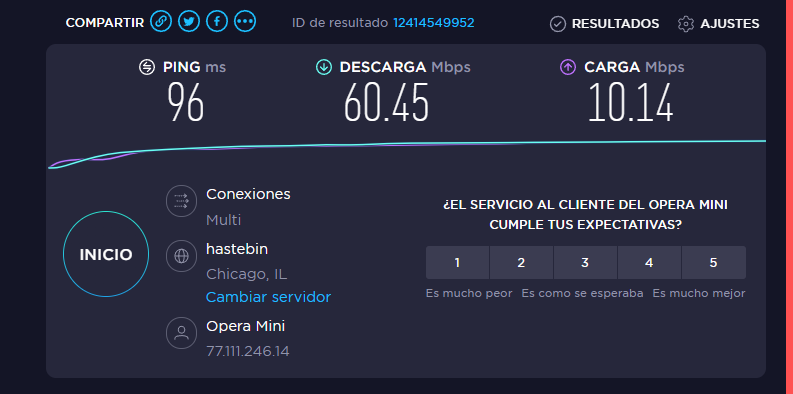 COMPARTIR
ID de resultado 12414549952
RESULTADOS
AJUSTES
PING ms
96
DESCARGA Mbps
60.45
CARGA Mbps
10.14
INICIO
Conexiones
Multi
hastebin
Chicago, IL
Cambiar servidor
Opera Mini
77.111.246.14
¿EL SERVICIO AL CLIENTE DEL OPERA MINI
CUMPLE TUS EXPECTATIVAS?
1 2 3 4 5
Es mucho peor Es como se esperaba Es mucho mejor